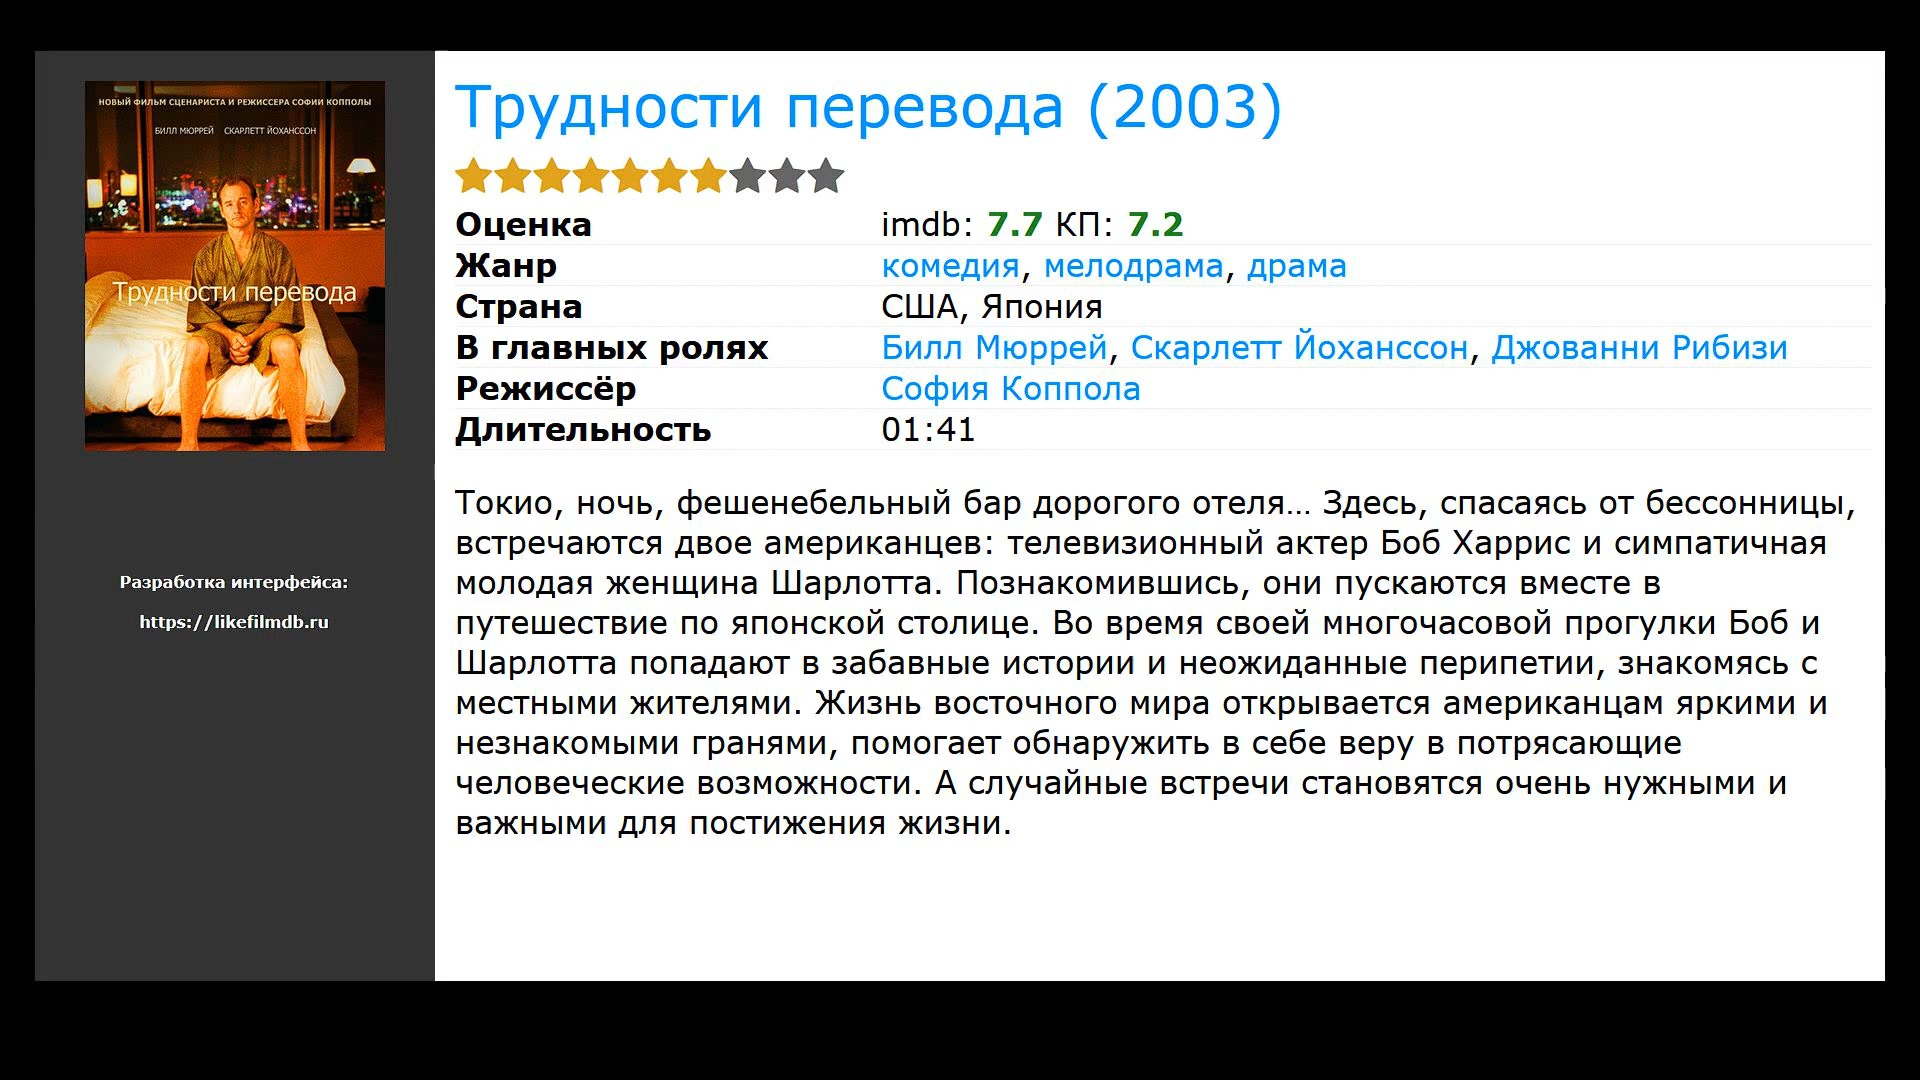 НОВЫЙ ФИЛЬМ СЦЕНАРИСТА И РЕЖИССЕРА СОФИИ КОППОЛЫ
БИЛЛ МЮРРЕЙ СКАРЛЕТТ ЙОХАНССОН
Трудности перевода
Разработка интерфейса:
https://likefilmdb.ru
Трудности перевода (2003)
Оценка imdb: 7.7 КП: 7.2
Жанр комедия, мелодрама, драма
Страна США, Япония
В главных ролях Билл Мюррей, Скарлетт Йоханссон, Джованни Рибизи
Режиссёр София Коппола
Длительность 01:41
Токио, ночь, фешенебельный бар дорогого отеля… Здесь, спасаясь от бессонницы,
встречаются двое американцев: телевизионный актер Боб Харрис и симпатичная
молодая женщина Шарлотта. Познакомившись, они пускаются вместе в
путешествие по японской столице. Во время своей многочасовой прогулки Боб и
Шарлотта попадают в забавные истории и неожиданные перипетии, знакомясь с
местными жителями. Жизнь восточного мира открывается американцам яркими и
незнакомыми гранями, помогает обнаружить в себе веру в потрясающие
человеческие возможности. А случайные встречи становятся очень нужными и
важными для постижения жизни.